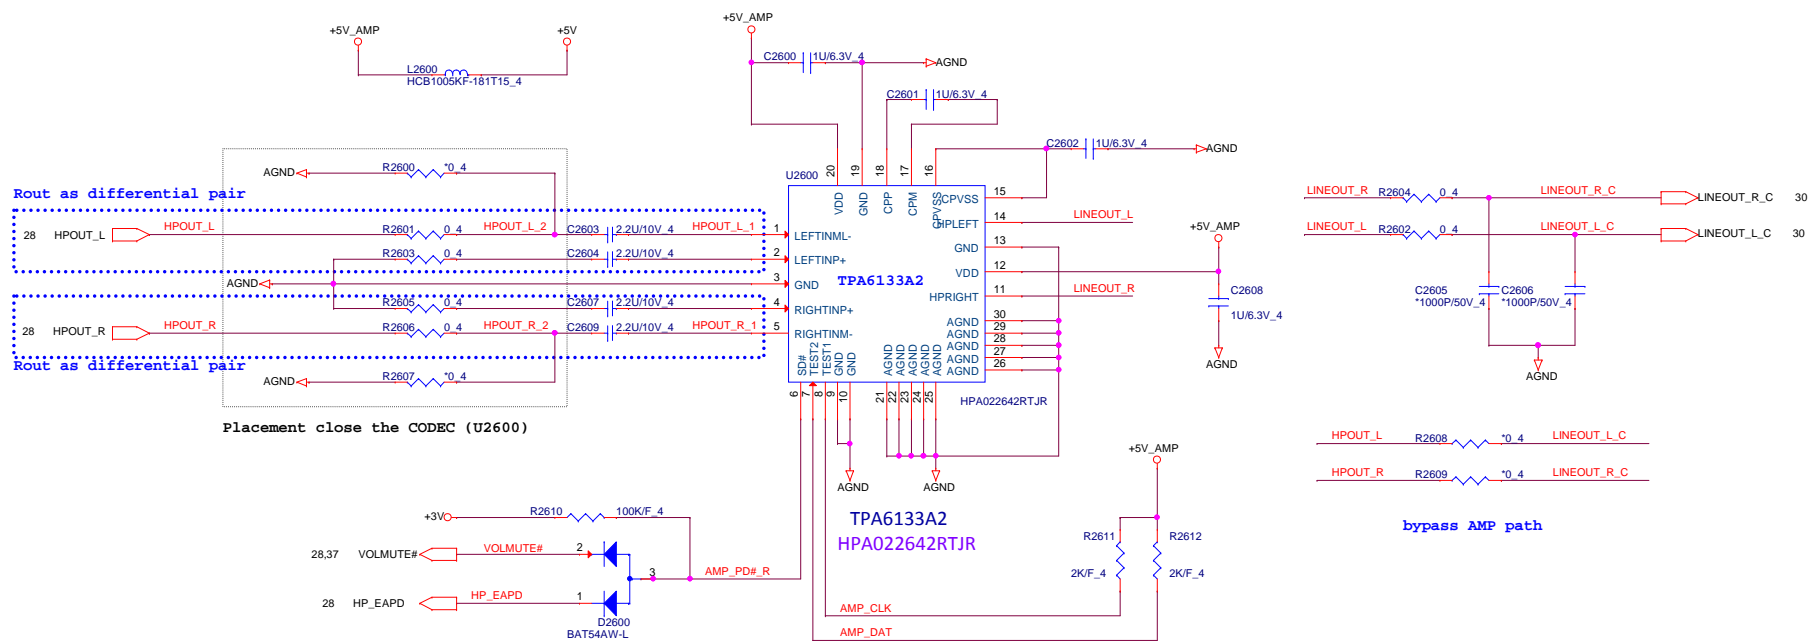 +5V_AMP
+5V
L2600
HCB1005KF-181T15_4
+5V_AMP
C2600
1U/6.3V_4
AGND
C2601
1U/6.3V_4
C2602
1U/6.3V_4
AGND
20
19
18
17
16
U2600
VDD
GND
CPP
CPM
CPVSS
CPVSS
15
HPLEFT
14
LINEOUT_L
GND
13
VDD
12
HPRIGHT
11
LINEOUT_R
AGND
30
AGND
29
AGND
28
AGND
27
AGND
26
TPA6133A2
1
LEFTINML-
2
LEFTINP+
3
GND
4
RIGHTINP+
5
RIGHTINM-
SD#
TEST2
TEST1
GND
GND
AGND
AGND
AGND
AGND
AGND
6
7
8
9
10
21
22
23
24
25
HPA022642RTJR
AGND
R2600
*0_4
Rout as differential pair
28
HPOUT_L
HPOUT_L
R2601
0_4
HPOUT_L_2
C2603
2.2U/10V_4
HPOUT_L_1
R2603
0_4
C2604
2.2U/10V_4
AGND
R2605
0_4
C2607
2.2U/10V_4
28
HPOUT_R
HPOUT_R
R2606
0_4
HPOUT_R_2
C2609
2.2U/10V_4
HPOUT_R_1
Rout as differential pair
AGND
R2607
*0_4
Placement close the CODEC (U2600)
AGND
AGND
TPA6133A2
HPA022642RTJR
+5V_AMP
C2608
1U/6.3V_4
AGND
LINEOUT_R
R2604
0_4
LINEOUT_R_C
LINEOUT_R_C
30
LINEOUT_L
R2602
0_4
LINEOUT_L_C
LINEOUT_L_C
30
C2605
*1000P/50V_4
C2606
*1000P/50V_4
AGND
HPOUT_L
R2608
*0_4
LINEOUT_L_C
HPOUT_R
R2609
*0_4
LINEOUT_R_C
bypass AMP path
+5V_AMP
R2611
2K/F_4
R2612
2K/F_4
+3V
R2610
100K/F_4
28,37
VOLMUTE#
VOLMUTE#
2
3
AMP_PD#_R
28
HP_EAPD
HP_EAPD
1
D2600
BAT54AW-L
AMP_CLK
AMP_DAT